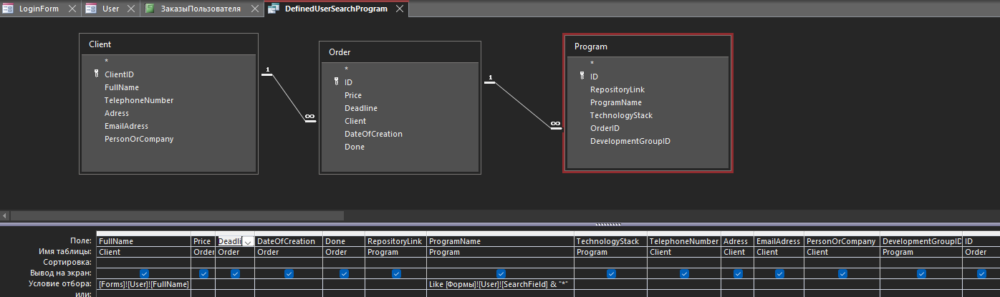 LoginForm User ЗаказыПользователя DefinedUserSearchProgram
Client
*
ClientID
FullName
TelephoneNumber
Adress
EmailAdress
PersonOrCompany
1
∞
Order
*
ID
Price
Deadline
Client
DateOfCreation
Done
1
∞
Program
*
ID
RepositoryLink
ProgramName
TechnologyStack
OrderID
DevelopmentGroupID
Поле: FullName Price Deadli DateOfCreation Done RepositoryLink ProgramName TechnologyStack TelephoneNumber Adress EmailAdress PersonOrCompany DevelopmentGroupID ID
Имя таблицы: Client Order Order Order Order Program Program Program Client Client Client Client Program Order
Сортировка:
Вывод на экран:
Условие отбора: [Forms]![User]![FullName] Like [Формы]![User]![SearchField] & "*"
или: